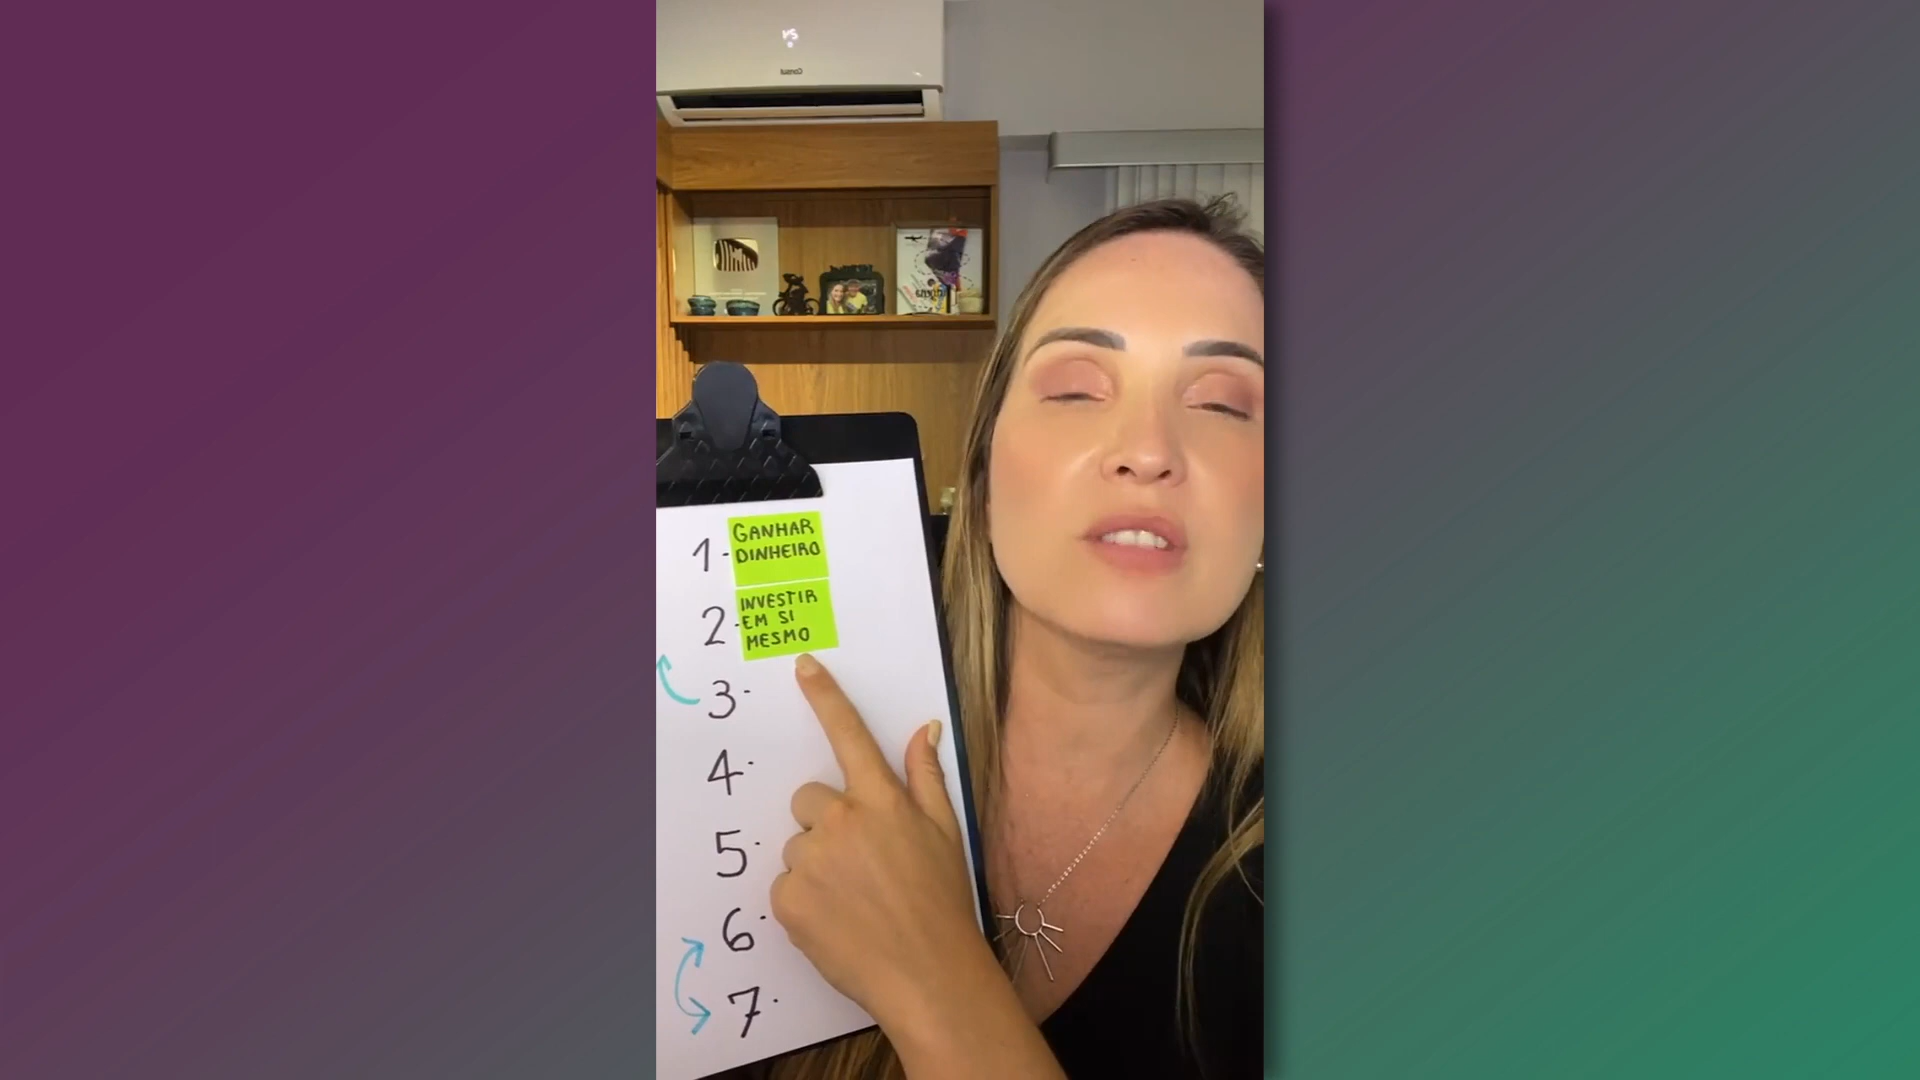 1- GANHAR
DINHEIRO
2- INVESTIR
EM SI
MESMO
3-
4-
5-
6-
7-